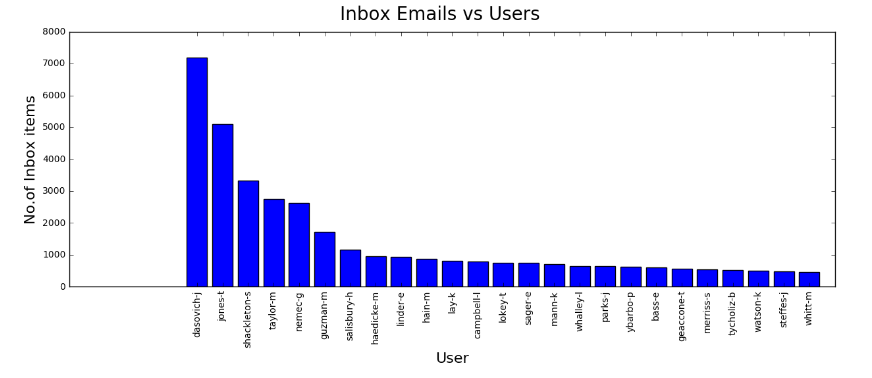 Inbox Emails vs Users
No.of Inbox items
8000
7000
6000
5000
4000
3000
2000
1000
0
dasovich-j
jones-t
shackleton-s
taylor-m
nemec-g
guzman-m
salisbury-h
haedicke-m
linder-e
hain-m
lay-k
campbell-l
lokey-t
sager-e
mann-k
whalley-l
parks-j
ybarbo-p
bass-e
geaccone-t
merriss-s
tycholiz-b
watson-k
steffes-j
whitt-m
User